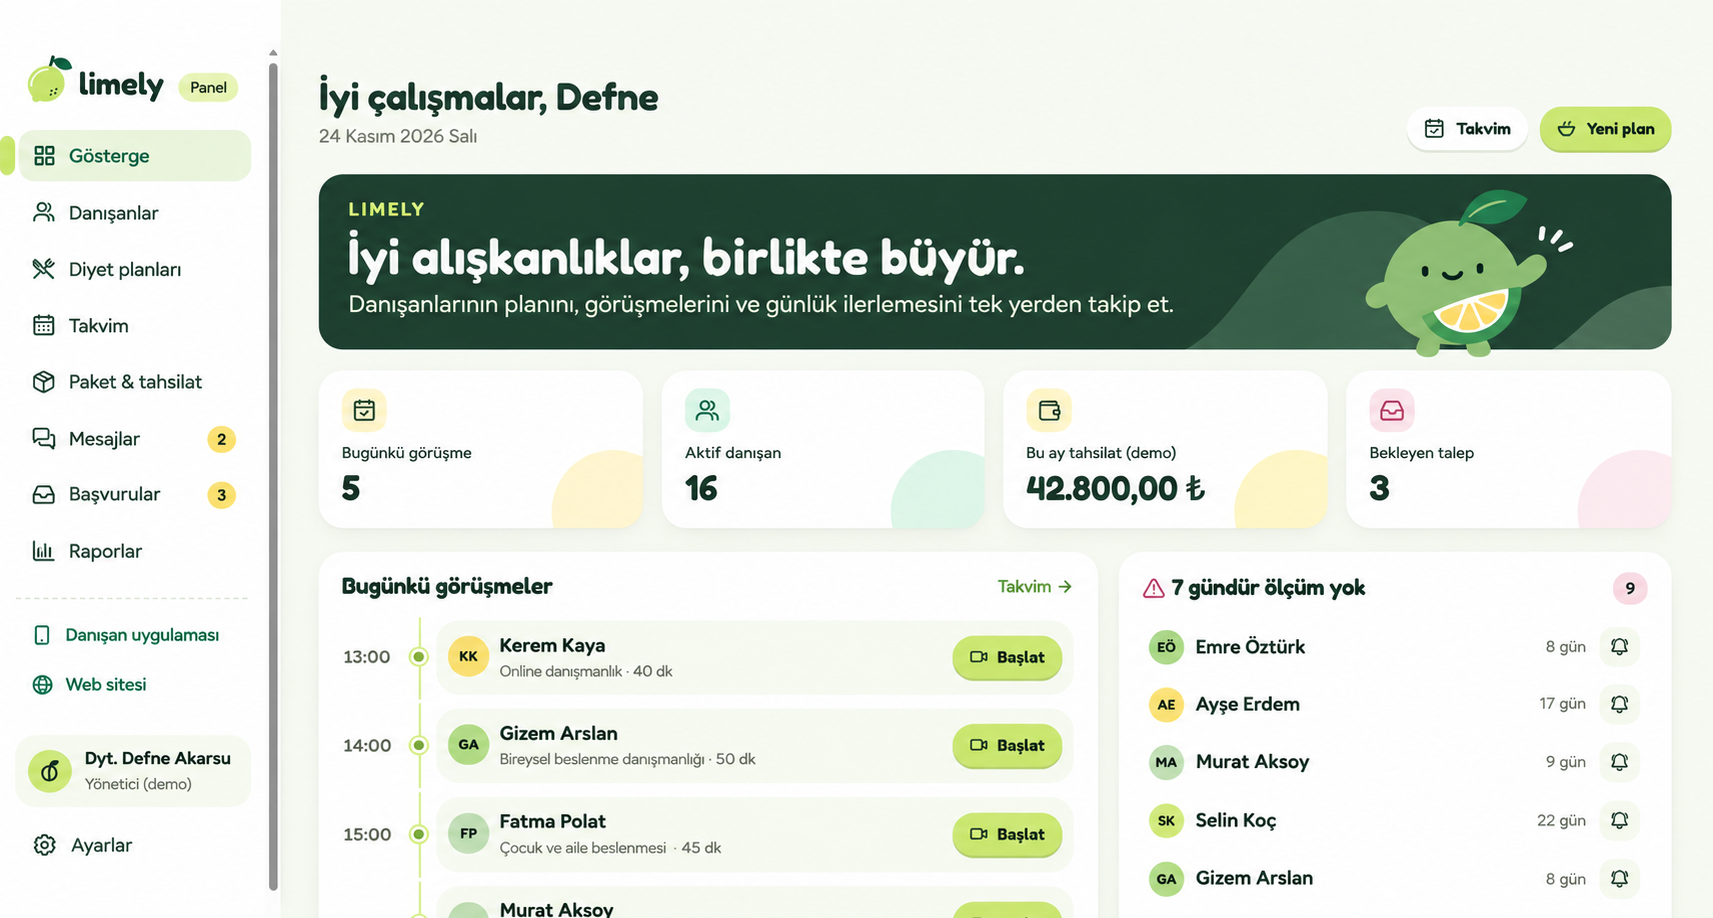 limely
Panel
Gösterge
Danışanlar
Diyet planları
Takvim
Paket & tahsilat
Mesajlar 2
Başvurular 3
Raporlar
Danışan uygulaması
Web sitesi
Dyt. Defne Akarsu
Yönetici (demo)
Ayarlar
İyi çalışmalar, Defne
24 Kasım 2026 Salı
Takvim
Yeni plan
LIMELY
İyi alışkanlıklar, birlikte büyür.
Danışanlarının planını, görüşmelerini ve günlük ilerlemesini tek yerden takip et.
Bugünkü görüşme
5
Aktif danışan
16
Bu ay tahsilat (demo)
42.800,00 ₺
Bekleyen talep
3
Bugünkü görüşmeler
Takvim →
13:00
KK
Kerem Kaya
Online danışmanlık · 40 dk
Başlat
14:00
GA
Gizem Arslan
Bireysel beslenme danışmanlığı · 50 dk
Başlat
15:00
FP
Fatma Polat
Çocuk ve aile beslenmesi · 45 dk
Başlat
Murat Aksoy
7 gündür ölçüm yok
9
EÖ Emre Öztürk 8 gün
AE Ayşe Erdem 17 gün
MA Murat Aksoy 9 gün
SK Selin Koç 22 gün
GA Gizem Arslan 8 gün